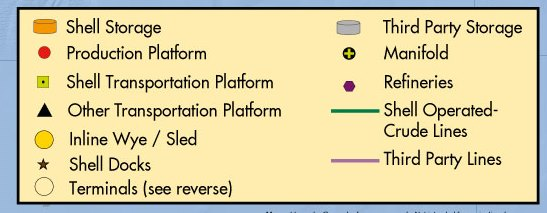 Shell Storage
Production Platform
Shell Transportation Platform
Other Transportation Platform
Inline Wye / Sled
Shell Docks
Terminals (see reverse)
Third Party Storage
Manifold
Refineries
Shell Operated-
Crude Lines
Third Party Lines